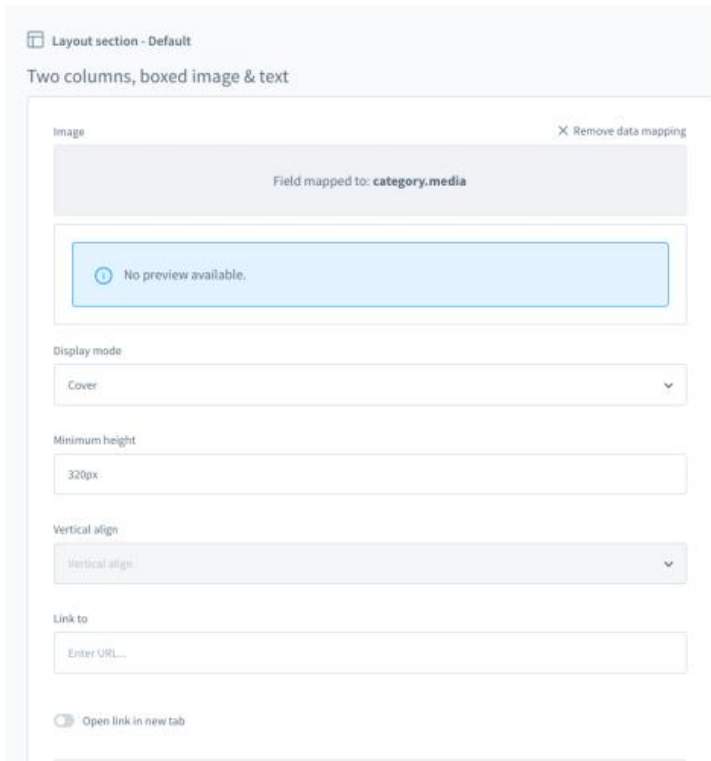 Layout section - Default
Two columns, boxed image & text
Image
Remove data mapping
Field mapped to: category.media
No preview available.
Display mode
Cover
Minimum height
320px
Vertical align
Vertical align
Link to
Enter URL...
Open link in new tab